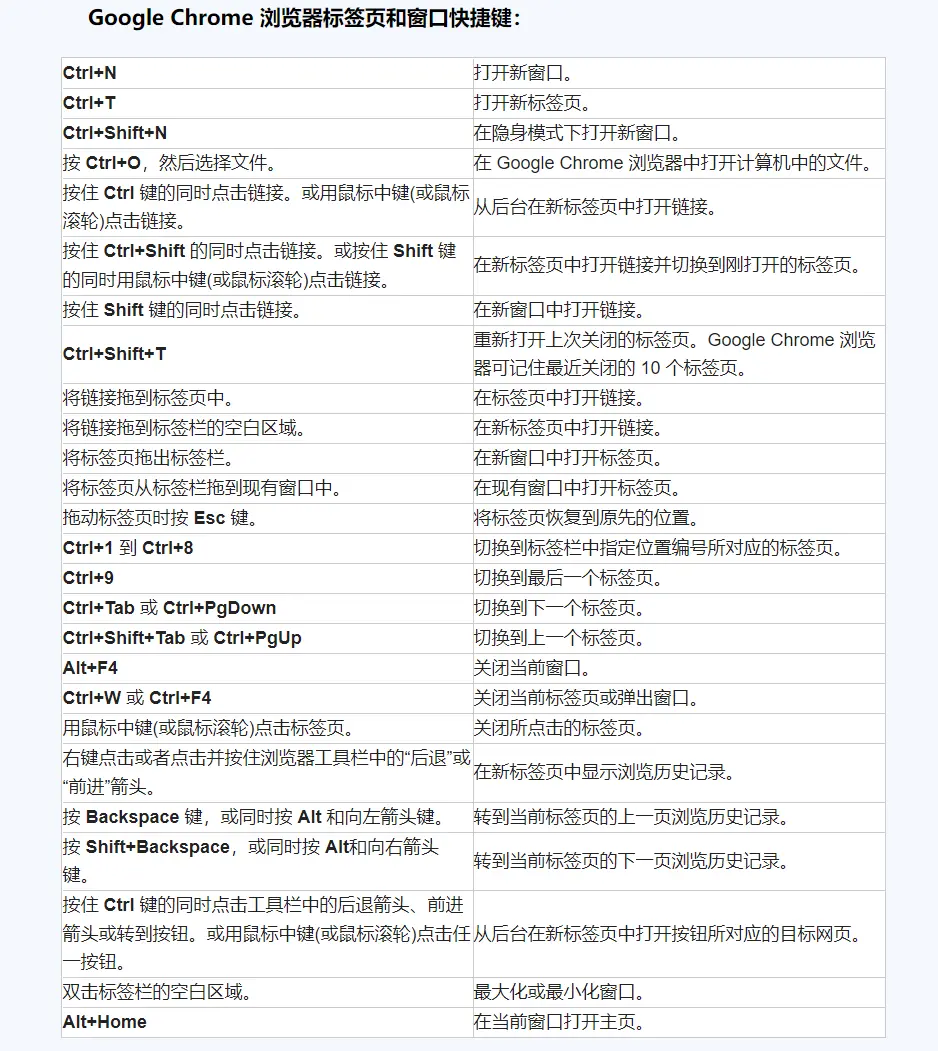 Google Chrome 浏览器标签页和窗口快捷键：
Ctrl+N
打开新窗口。
Ctrl+T
打开新标签页。
Ctrl+Shift+N
在隐身模式下打开新窗口。
按 Ctrl+O，然后选择文件。
在 Google Chrome 浏览器中打开计算机中的文件。
按住 Ctrl 键的同时点击链接。或用鼠标中键(或鼠标
滚轮)点击链接。
从后台在新标签页中打开链接。
按住 Ctrl+Shift 的同时点击链接。或按住 Shift 键
的同时用鼠标中键(或鼠标滚轮)点击链接。
在新标签页中打开链接并切换到刚打开的标签页。
按住 Shift 键的同时点击链接。
在新窗口中打开链接。
Ctrl+Shift+T
重新打开上次关闭的标签页。Google Chrome 浏览
器可记住最近关闭的 10 个标签页。
将链接拖到标签页中。
在标签页中打开链接。
将链接拖到标签栏的空白区域。
在新标签页中打开链接。
将标签页拖出标签栏。
在新窗口中打开标签页。
将标签页从标签栏拖到现有窗口中。
在现有窗口中打开标签页。
拖动标签页时按 Esc 键。
将标签页恢复到原先的位置。
Ctrl+1 到 Ctrl+8
切换到标签栏中指定位置编号所对应的标签页。
Ctrl+9
切换到最后一个标签页。
Ctrl+Tab 或 Ctrl+PgDown
切换到下一个标签页。
Ctrl+Shift+Tab 或 Ctrl+PgUp
切换到上一个标签页。
Alt+F4
关闭当前窗口。
Ctrl+W 或 Ctrl+F4
关闭当前标签页或弹出窗口。
用鼠标中键(或鼠标滚轮)点击标签页。
关闭所点击的标签页。
右键点击或者点击并按住浏览器工具栏中的“后退”或
“前进”箭头。
在新标签页中显示浏览历史记录。
按 Backspace 键，或同时按 Alt 和向左箭头键。
转到当前标签页的上一页浏览历史记录。
按 Shift+Backspace，或同时按 Alt和向右箭头
键。
转到当前标签页的下一页浏览历史记录。
按住 Ctrl 键的同时点击工具栏中的后退箭头、前进
箭头或转到按钮。或用鼠标中键(或鼠标滚轮)点击任
一按钮。
从后台在新标签页中打开按钮所对应的目标网页。
双击标签栏的空白区域。
最大化或最小化窗口。
Alt+Home
在当前窗口打开主页。